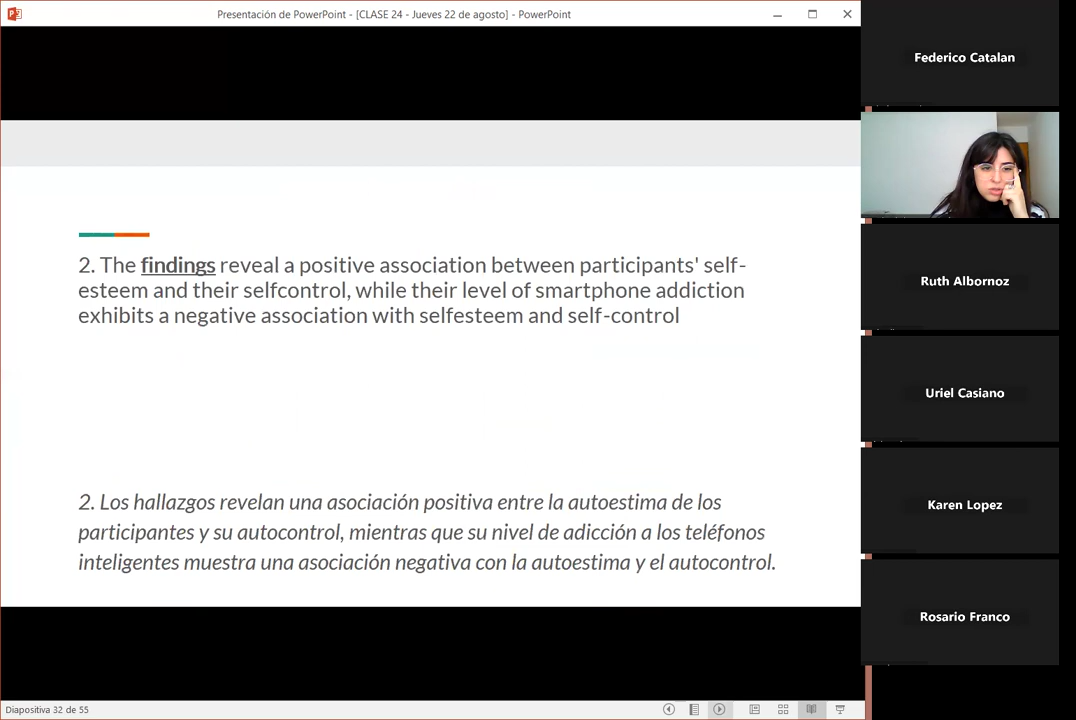 Presentación de PowerPoint - [CLASE 24 - Jueves 22 de agosto] - PowerPoint
2. The findings reveal a positive association between participants' self-
esteem and their selfcontrol, while their level of smartphone addiction
exhibits a negative association with selfesteem and self-control
2. Los hallazgos revelan una asociación positiva entre la autoestima de los
participantes y su autocontrol, mientras que su nivel de adicción a los teléfonos
inteligentes muestra una asociación negativa con la autoestima y el autocontrol.
Diapositiva 32 de 55
Federico Catalan
Ruth Albornoz
Uriel Casiano
Karen Lopez
Rosario Franco